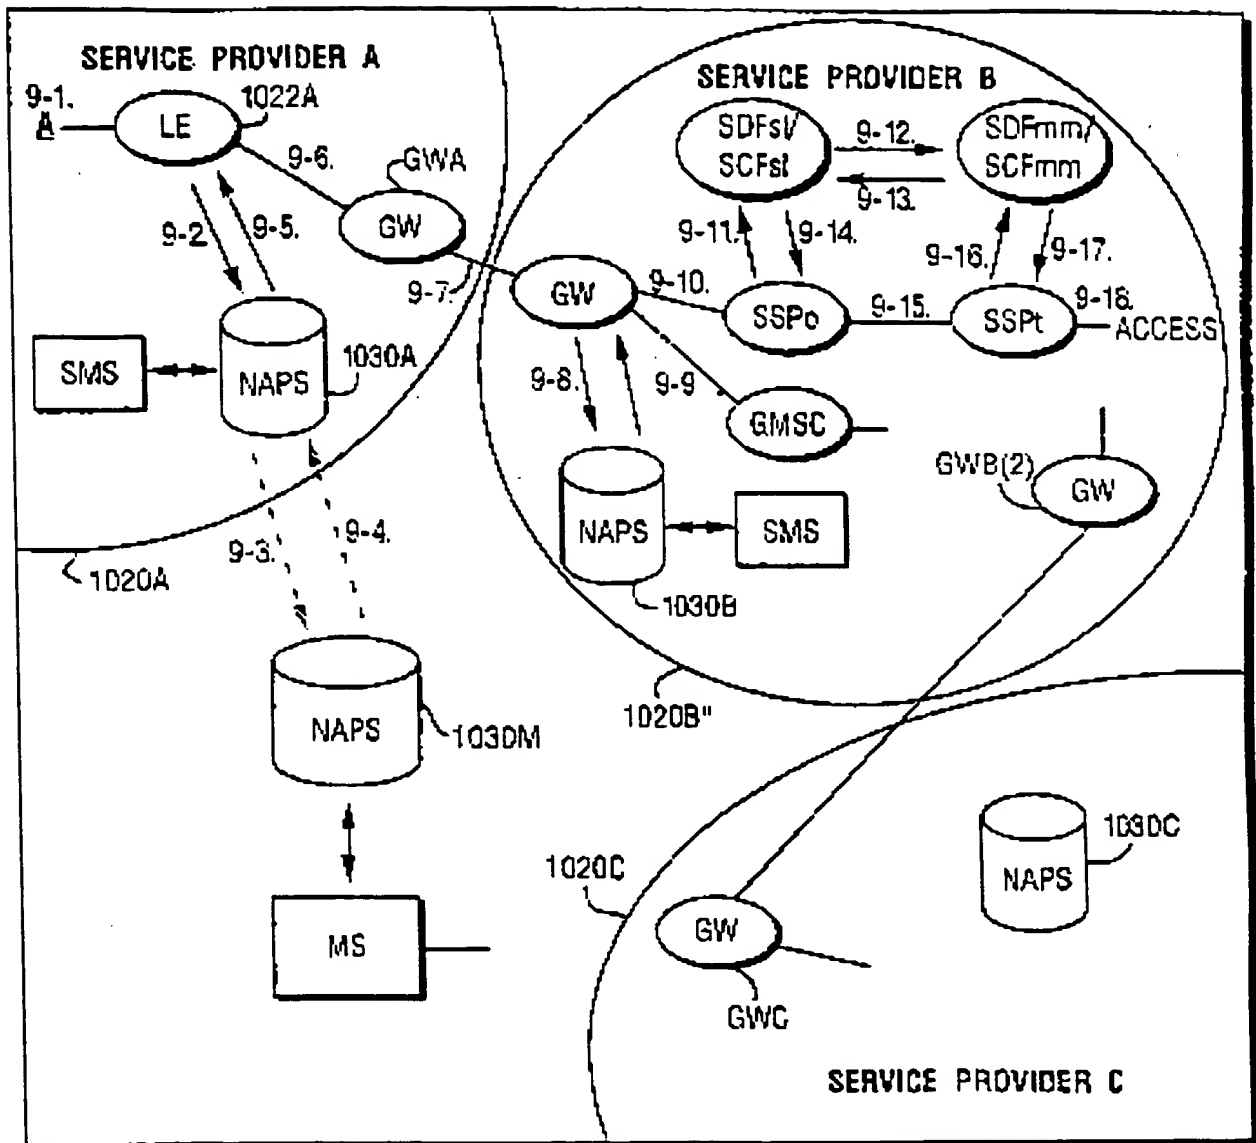 SERVICE PROVIDER A
9-1.
A
LE
1022A
9-6.
GWA
GW
9-2
9-5.
9-7.
SMS
NAPS
1030A
1020A
9-3.
9-4.
NAPS
1030M
MS
SERVICE PROVIDER B
SDFsl/
SCFsl
9-12.
9-13.
SDFmm/
SCFmm
9-11.
9-14.
9-16.
9-17.
GW
9-10.
SSPo
9-15.
SSPt
9-18.
ACCESS
9-8.
9-9
GMSC
GWB(2)
GW
NAPS
SMS
1030B
1020B"
1020C
NAPS
1030C
GW
GWC
SERVICE PROVIDER C